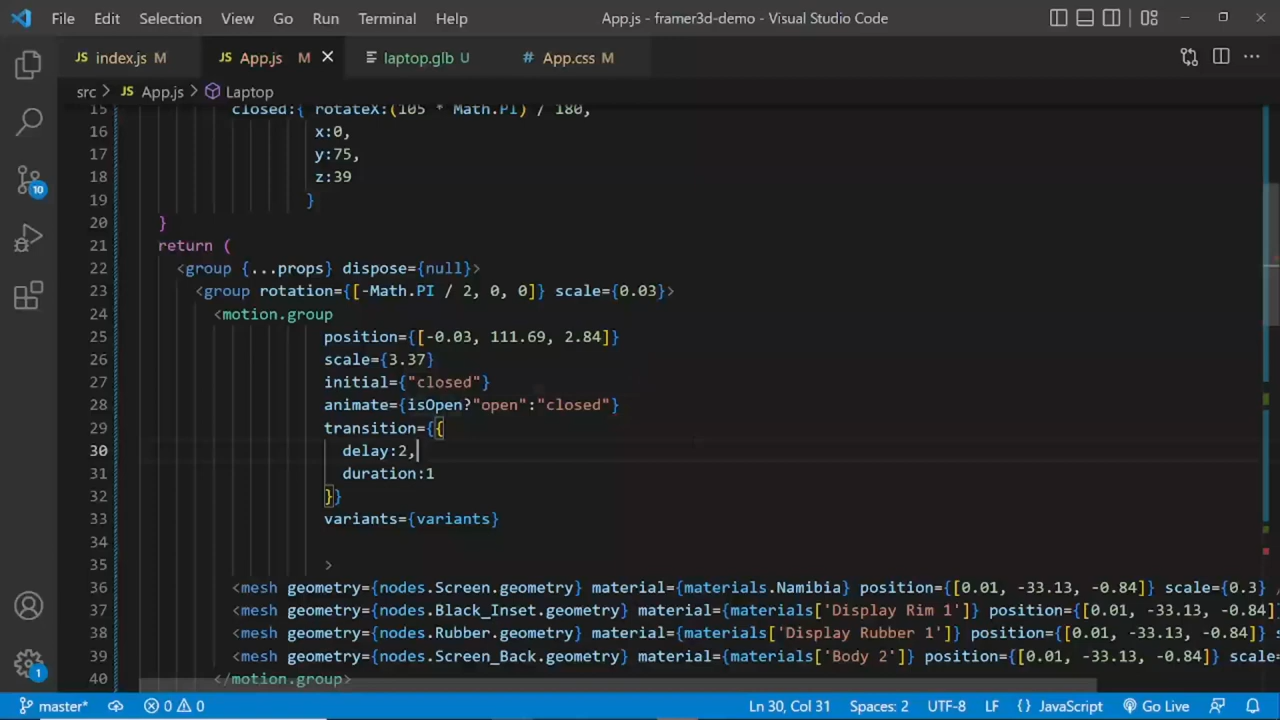 File Edit Selection View Go Run Terminal Help App.js - framer3d-demo - Visual Studio Code
JS index.js M JS App.js M laptop.glb U # App.css M
src > JS App.js > Laptop
15 closed:{ rotateX:(105 * Math.PI) / 180,
16 x:0,
17 y:75,
18 z:39
19 }
20 }
21 return (
22 <group {...props} dispose={null}>
23 <group rotation={[-Math.PI / 2, 0, 0]} scale={0.03}>
24 <motion.group
25 position={[-0.03, 111.69, 2.84]}
26 scale={3.37}
27 initial={"closed"}
28 animate={isOpen?"open":"closed"}
29 transition={{
30 delay:2,
31 duration:1
32 }}
33 variants={variants}
34
35 >
36 <mesh geometry={nodes.Screen.geometry} material={materials.Namibia} position={[0.01, -33.13, -0.84]} scale={0.3}
37 <mesh geometry={nodes.Black_Inset.geometry} material={materials['Display Rim 1']} position={[0.01, -33.13, -0.84]
38 <mesh geometry={nodes.Rubber.geometry} material={materials['Display Rubber 1']} position={[0.01, -33.13, -0.84]} s
39 <mesh geometry={nodes.Screen_Back.geometry} material={materials['Body 2']} position={[0.01, -33.13, -0.84]} scale=
40 </motion.group>
10
1
master* 0 0 Ln 30, Col 31 Spaces: 2 UTF-8 LF {} JavaScript Go Live